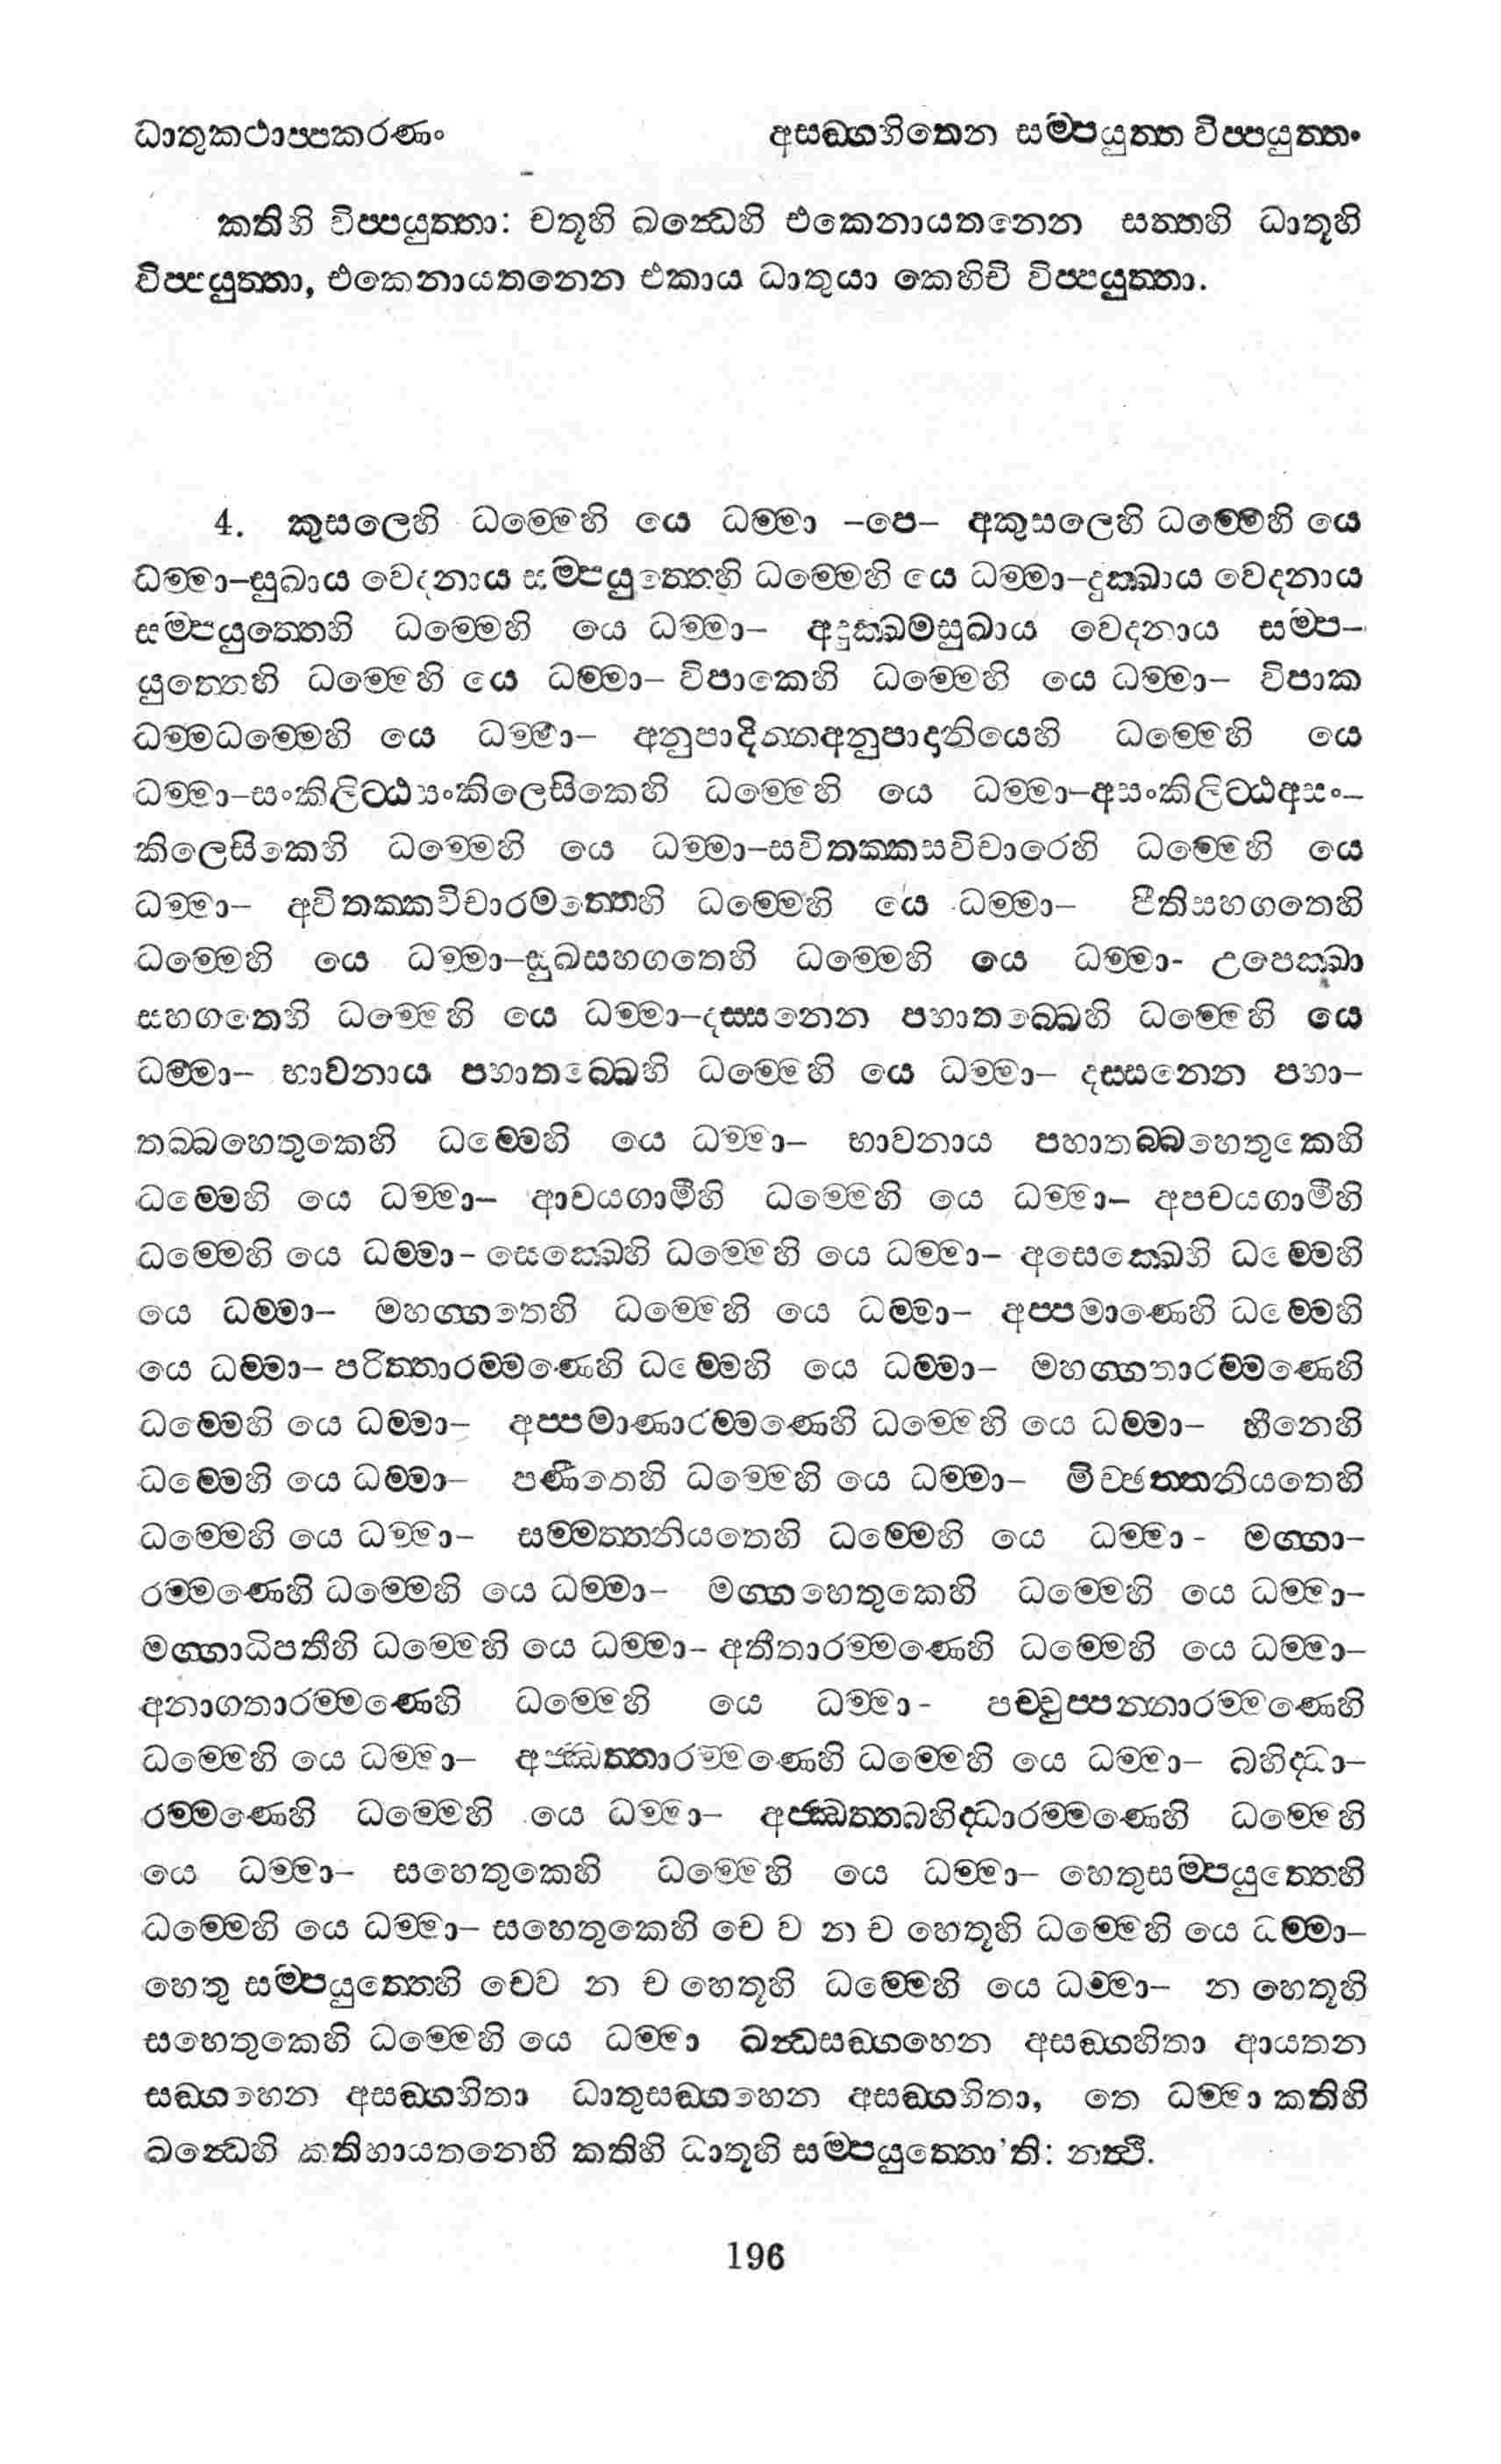 ධාතුකථාප්පකරණං අසඞ්ගහිතෙන සම්පයුත්ත විප්පයුත්තං
කතිහි විප්පයුත්තා: චතූහි ඛන්ධෙහි එකෙනායතනෙන සත්තහි ධාතූහි
විප්පයුත්තා, එකෙනායතනෙන එකාය ධාතුයා කෙහිචි විප්පයුත්තා.
4. කුසලෙහි ධම්මෙහි යෙ ධම්මා -පෙ- අකුසලෙහි ධම්මෙහි යෙ
ධම්මා-සුඛාය වෙදනාය සම්පයුත්තෙහි ධම්මෙහි යෙ ධම්මා-දුක්ඛාය වෙදනාය
සම්පයුත්තෙහි ධම්මෙහි යෙ ධම්මා- අදුක්ඛමසුඛාය වෙදනාය සම්ප-
යුත්තෙහි ධම්මෙහි යෙ ධම්මා- විපාකෙහි ධම්මෙහි යෙ ධම්මා- විපාක
ධම්මධම්මෙහි යෙ ධම්මා- අනුපාදින්නඅනුපාදානියෙහි ධම්මෙහි යෙ
ධම්මා-සංකිලිට්ඨසංකිලෙසිකෙහි ධම්මෙහි යෙ ධම්මා-අසංකිලිට්ඨඅසං-
කිලෙසිකෙහි ධම්මෙහි යෙ ධම්මා-සවිතක්කසවිචාරෙහි ධම්මෙහි යෙ
ධම්මා- අවිතක්කවිචාරමත්තෙහි ධම්මෙහි යෙ ධම්මා- පීතිසහගතෙහි
ධම්මෙහි යෙ ධම්මා-සුඛසහගතෙහි ධම්මෙහි යෙ ධම්මා- උපෙක්ඛා
සහගතෙහි ධම්මෙහි යෙ ධම්මා-දස්සනෙන පහාතබ්බෙහි ධම්මෙහි යෙ
ධම්මා- භාවනාය පහාතබ්බෙහි ධම්මෙහි යෙ ධම්මා- දස්සනෙන පහා-
තබ්බහෙතුකෙහි ධම්මෙහි යෙ ධම්මා- භාවනාය පහාතබ්බහෙතුකෙහි
ධම්මෙහි යෙ ධම්මා- ආචයගාමීහි ධම්මෙහි යෙ ධම්මා- අපචයගාමීහි
ධම්මෙහි යෙ ධම්මා- සෙක්ඛෙහි ධම්මෙහි යෙ ධම්මා- අසෙක්ඛෙහි ධම්මෙහි
යෙ ධම්මා- මහග්ගතෙහි ධම්මෙහි යෙ ධම්මා- අප්පමාණෙහි ධම්මෙහි
යෙ ධම්මා- පරිත්තාරම්මණෙහි ධම්මෙහි යෙ ධම්මා- මහග්ගතාරම්මණෙහි
ධම්මෙහි යෙ ධම්මා- අප්පමාණාරම්මණෙහි ධම්මෙහි යෙ ධම්මා- හීනෙහි
ධම්මෙහි යෙ ධම්මා- පණීතෙහි ධම්මෙහි යෙ ධම්මා- මිච්ඡත්තනියතෙහි
ධම්මෙහි යෙ ධම්මා- සම්මත්තනියතෙහි ධම්මෙහි යෙ ධම්මා- මග්ගා-
රම්මණෙහි ධම්මෙහි යෙ ධම්මා- මග්ගහෙතුකෙහි ධම්මෙහි යෙ ධම්මා-
මග්ගාධිපතීහි ධම්මෙහි යෙ ධම්මා- අතීතාරම්මණෙහි ධම්මෙහි යෙ ධම්මා-
අනාගතාරම්මණෙහි ධම්මෙහි යෙ ධම්මා- පච්චුප්පන්නාරම්මණෙහි
ධම්මෙහි යෙ ධම්මා- අජ්ඣත්තාරම්මණෙහි ධම්මෙහි යෙ ධම්මා- බහිද්ධා-
රම්මණෙහි ධම්මෙහි යෙ ධම්මා- අජ්ඣත්තබහිද්ධාරම්මණෙහි ධම්මෙහි
යෙ ධම්මා- සහෙතුකෙහි ධම්මෙහි යෙ ධම්මා- හෙතුසම්පයුත්තෙහි
ධම්මෙහි යෙ ධම්මා- සහෙතුකෙහි චෙ ව න ච හෙතූහි ධම්මෙහි යෙ ධම්මා-
හෙතු සම්පයුත්තෙහි චෙව න ච හෙතූහි ධම්මෙහි යෙ ධම්මා- න හෙතූහි
සහෙතුකෙහි ධම්මෙහි යෙ ධම්මා ඛන්ධසඞ්ගහෙන අසඞ්ගහිතා ආයතන
සඞ්ගහෙන අසඞ්ගහිතා ධාතුසඞ්ගහෙන අසඞ්ගහිතා, තෙ ධම්මා කතිහි
ඛන්ධෙහි කතිහායතනෙහි කතිහි ධාතූහි සම්පයුත්තො'ති: නත්ථි.
196